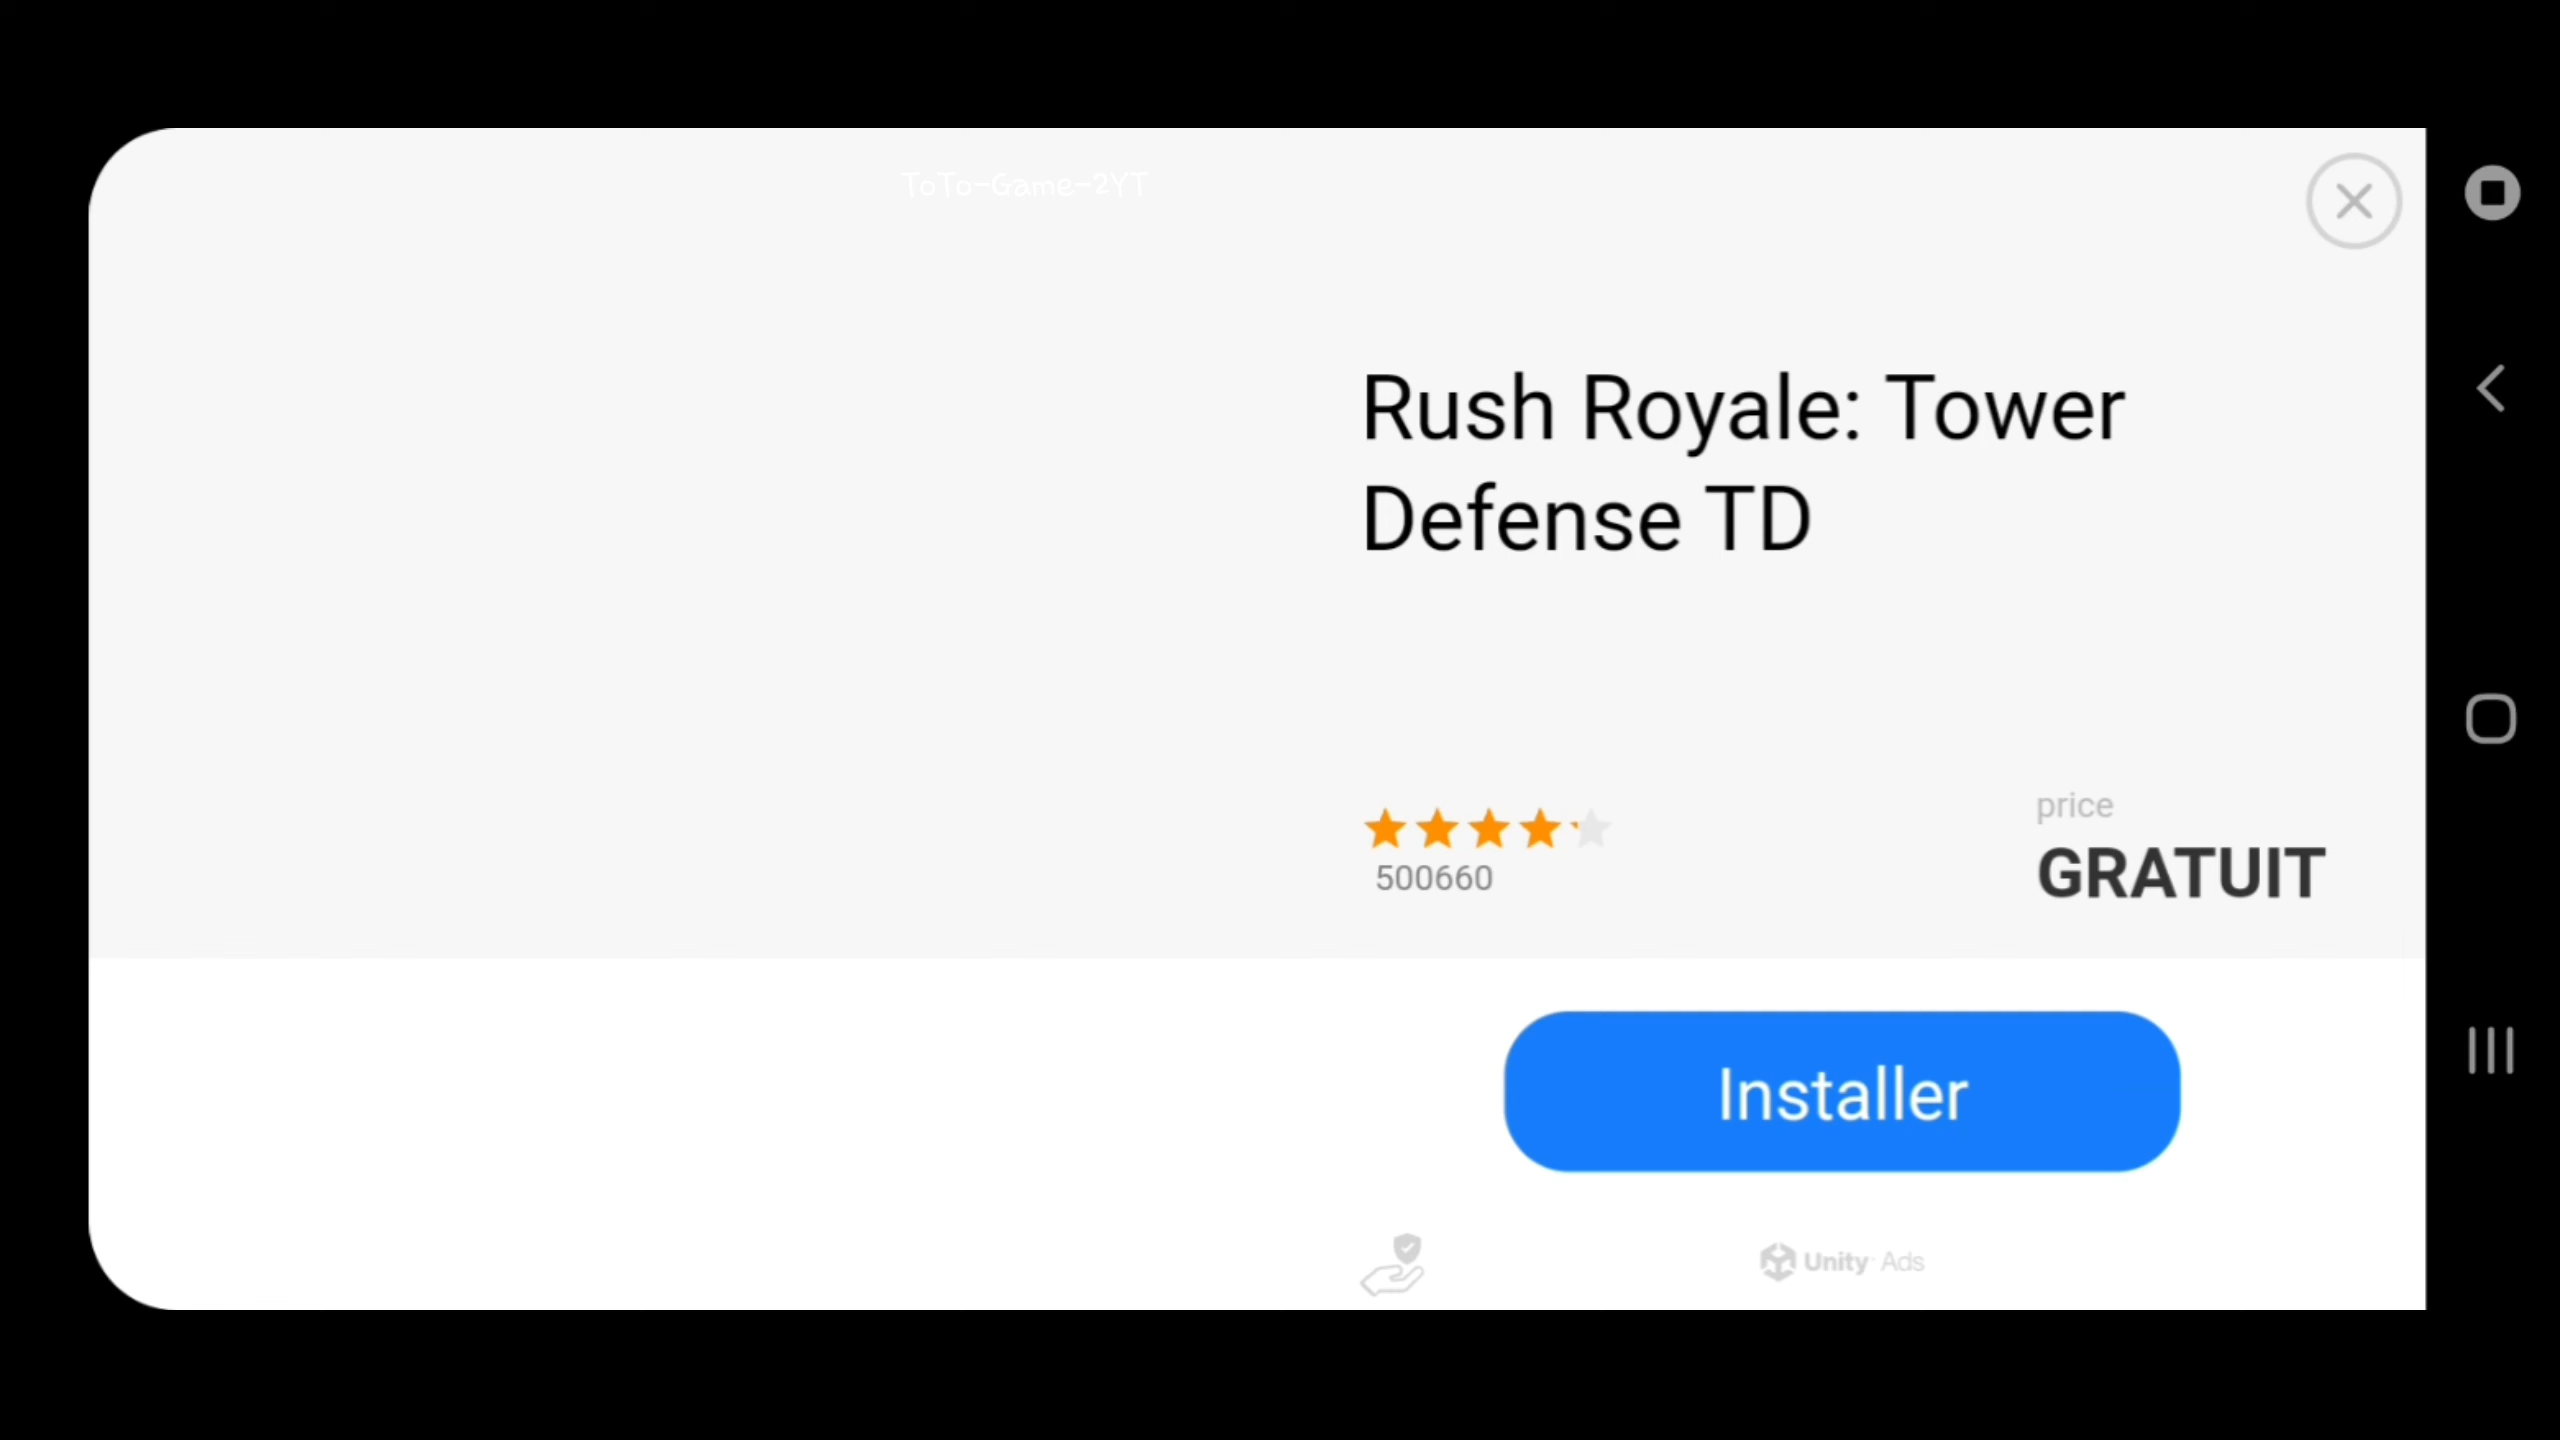 ToTo-Game-2YT
Rush Royale: Tower
Defense TD
500660
price
GRATUIT
Installer
Unity Ads